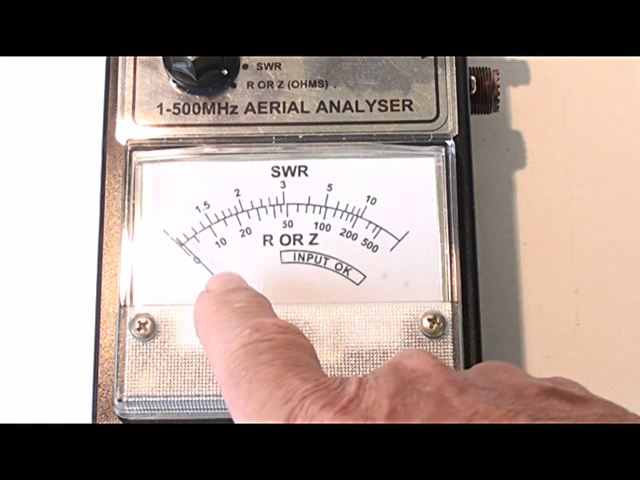 SWR
R OR Z (OHMS)
1-500MHz AERIAL ANALYSER
SWR
1.5 2 3 5 10
0 10 20 50 100 200 500
R OR Z
INPUT OK